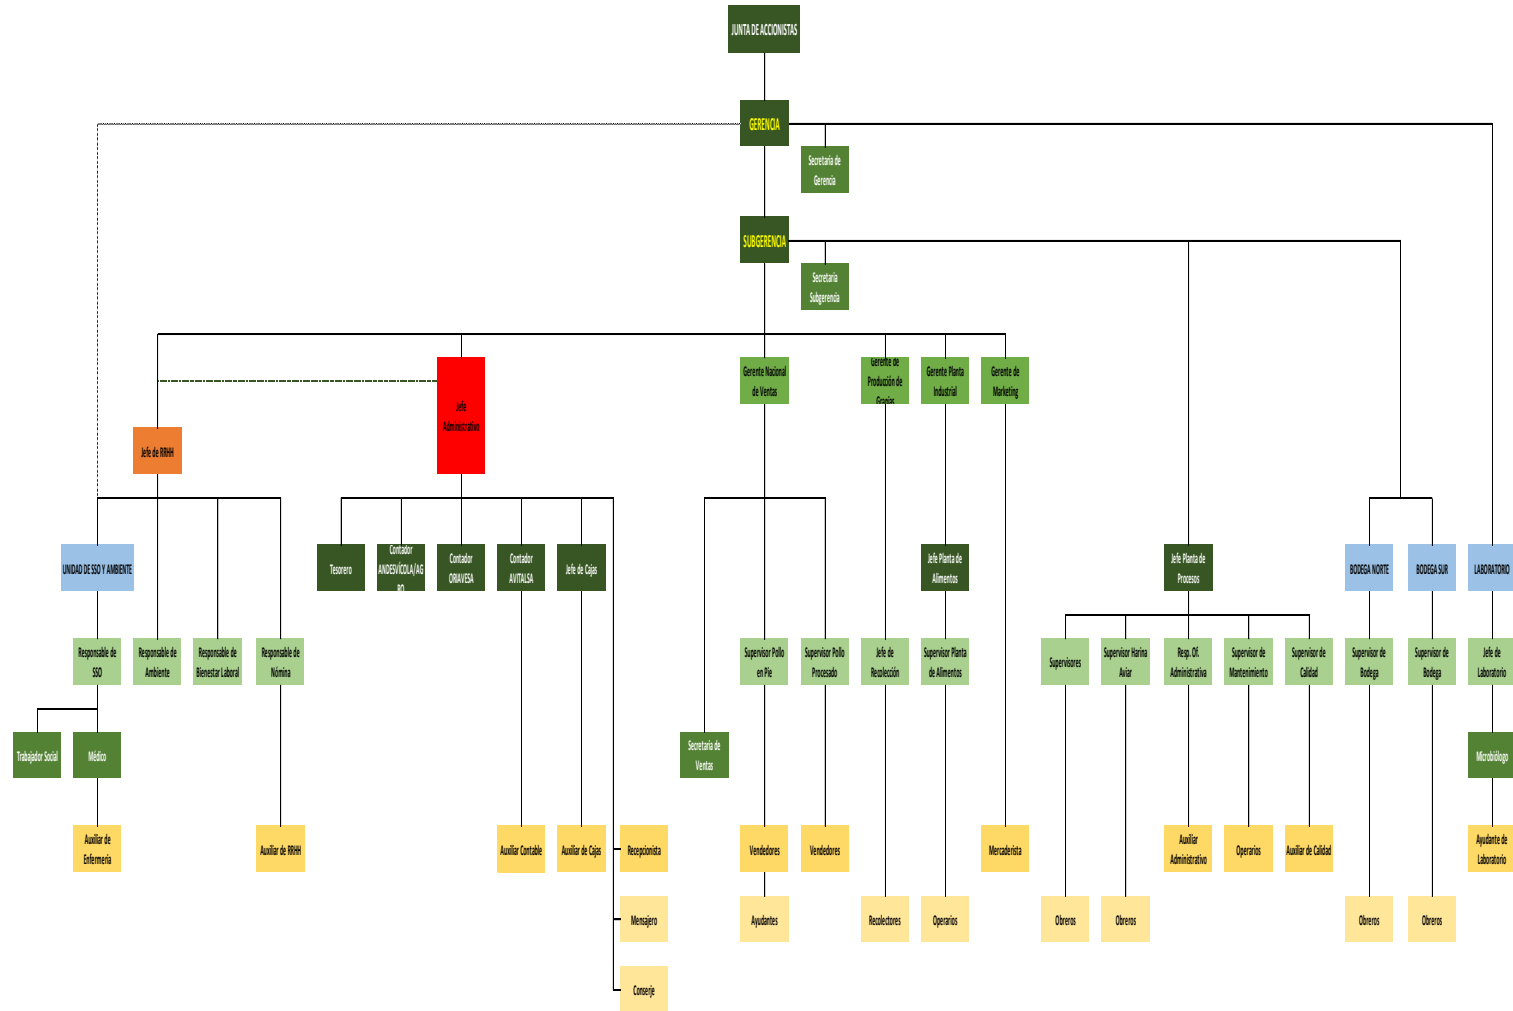 JUNTA DE ACCIONISTAS
GERENCIA
Secretaria de
Gerencia
SUBGERENCIA
Secretaria
Subgerencia
Jefe
Administrativo
Gerente Nacional
de Ventas
Gerente de
Producción de
Granjas
Gerente Planta
Industrial
Gerente de
Marketing
Jefe de RRHH
UNIDAD DE SSO Y AMBIENTE
Tesorero
Contador
ANDESVÍCOLA/AG
RO
Contador
ORIAVESA
Contador
AVITALSA
Jefe de Cajas
Jefe Planta de
Alimentos
Jefe Planta de
Procesos
BODEGA NORTE
BODEGA SUR
LABORATORIO
Responsable de
SSO
Responsable de
Ambiente
Responsable de
Bienestar Laboral
Responsable de
Nómina
Supervisor Pollo
en Pie
Supervisor Pollo
Procesado
Jefe de
Recolección
Supervisor Planta
de Alimentos
Supervisores
Supervisor Harina
Aviar
Resp. Of.
Administrativa
Supervisor de
Mantenimiento
Supervisor de
Calidad
Supervisor de
Bodega
Supervisor de
Bodega
Jefe de
Laboratorio
Trabajador Social
Médico
Secretaria de
Ventas
Microbiólogo
Auxiliar de
Enfermería
Auxiliar de RRHH
Auxiliar Contable
Auxiliar de Cajas
Recepcionista
Vendedores
Vendedores
Mercaderista
Auxiliar
Administrativo
Operarios
Auxiliar de Calidad
Ayudante de
Laboratorio
Mensajero
Ayudantes
Recolectores
Operarios
Obreros
Obreros
Obreros
Obreros
Conserje